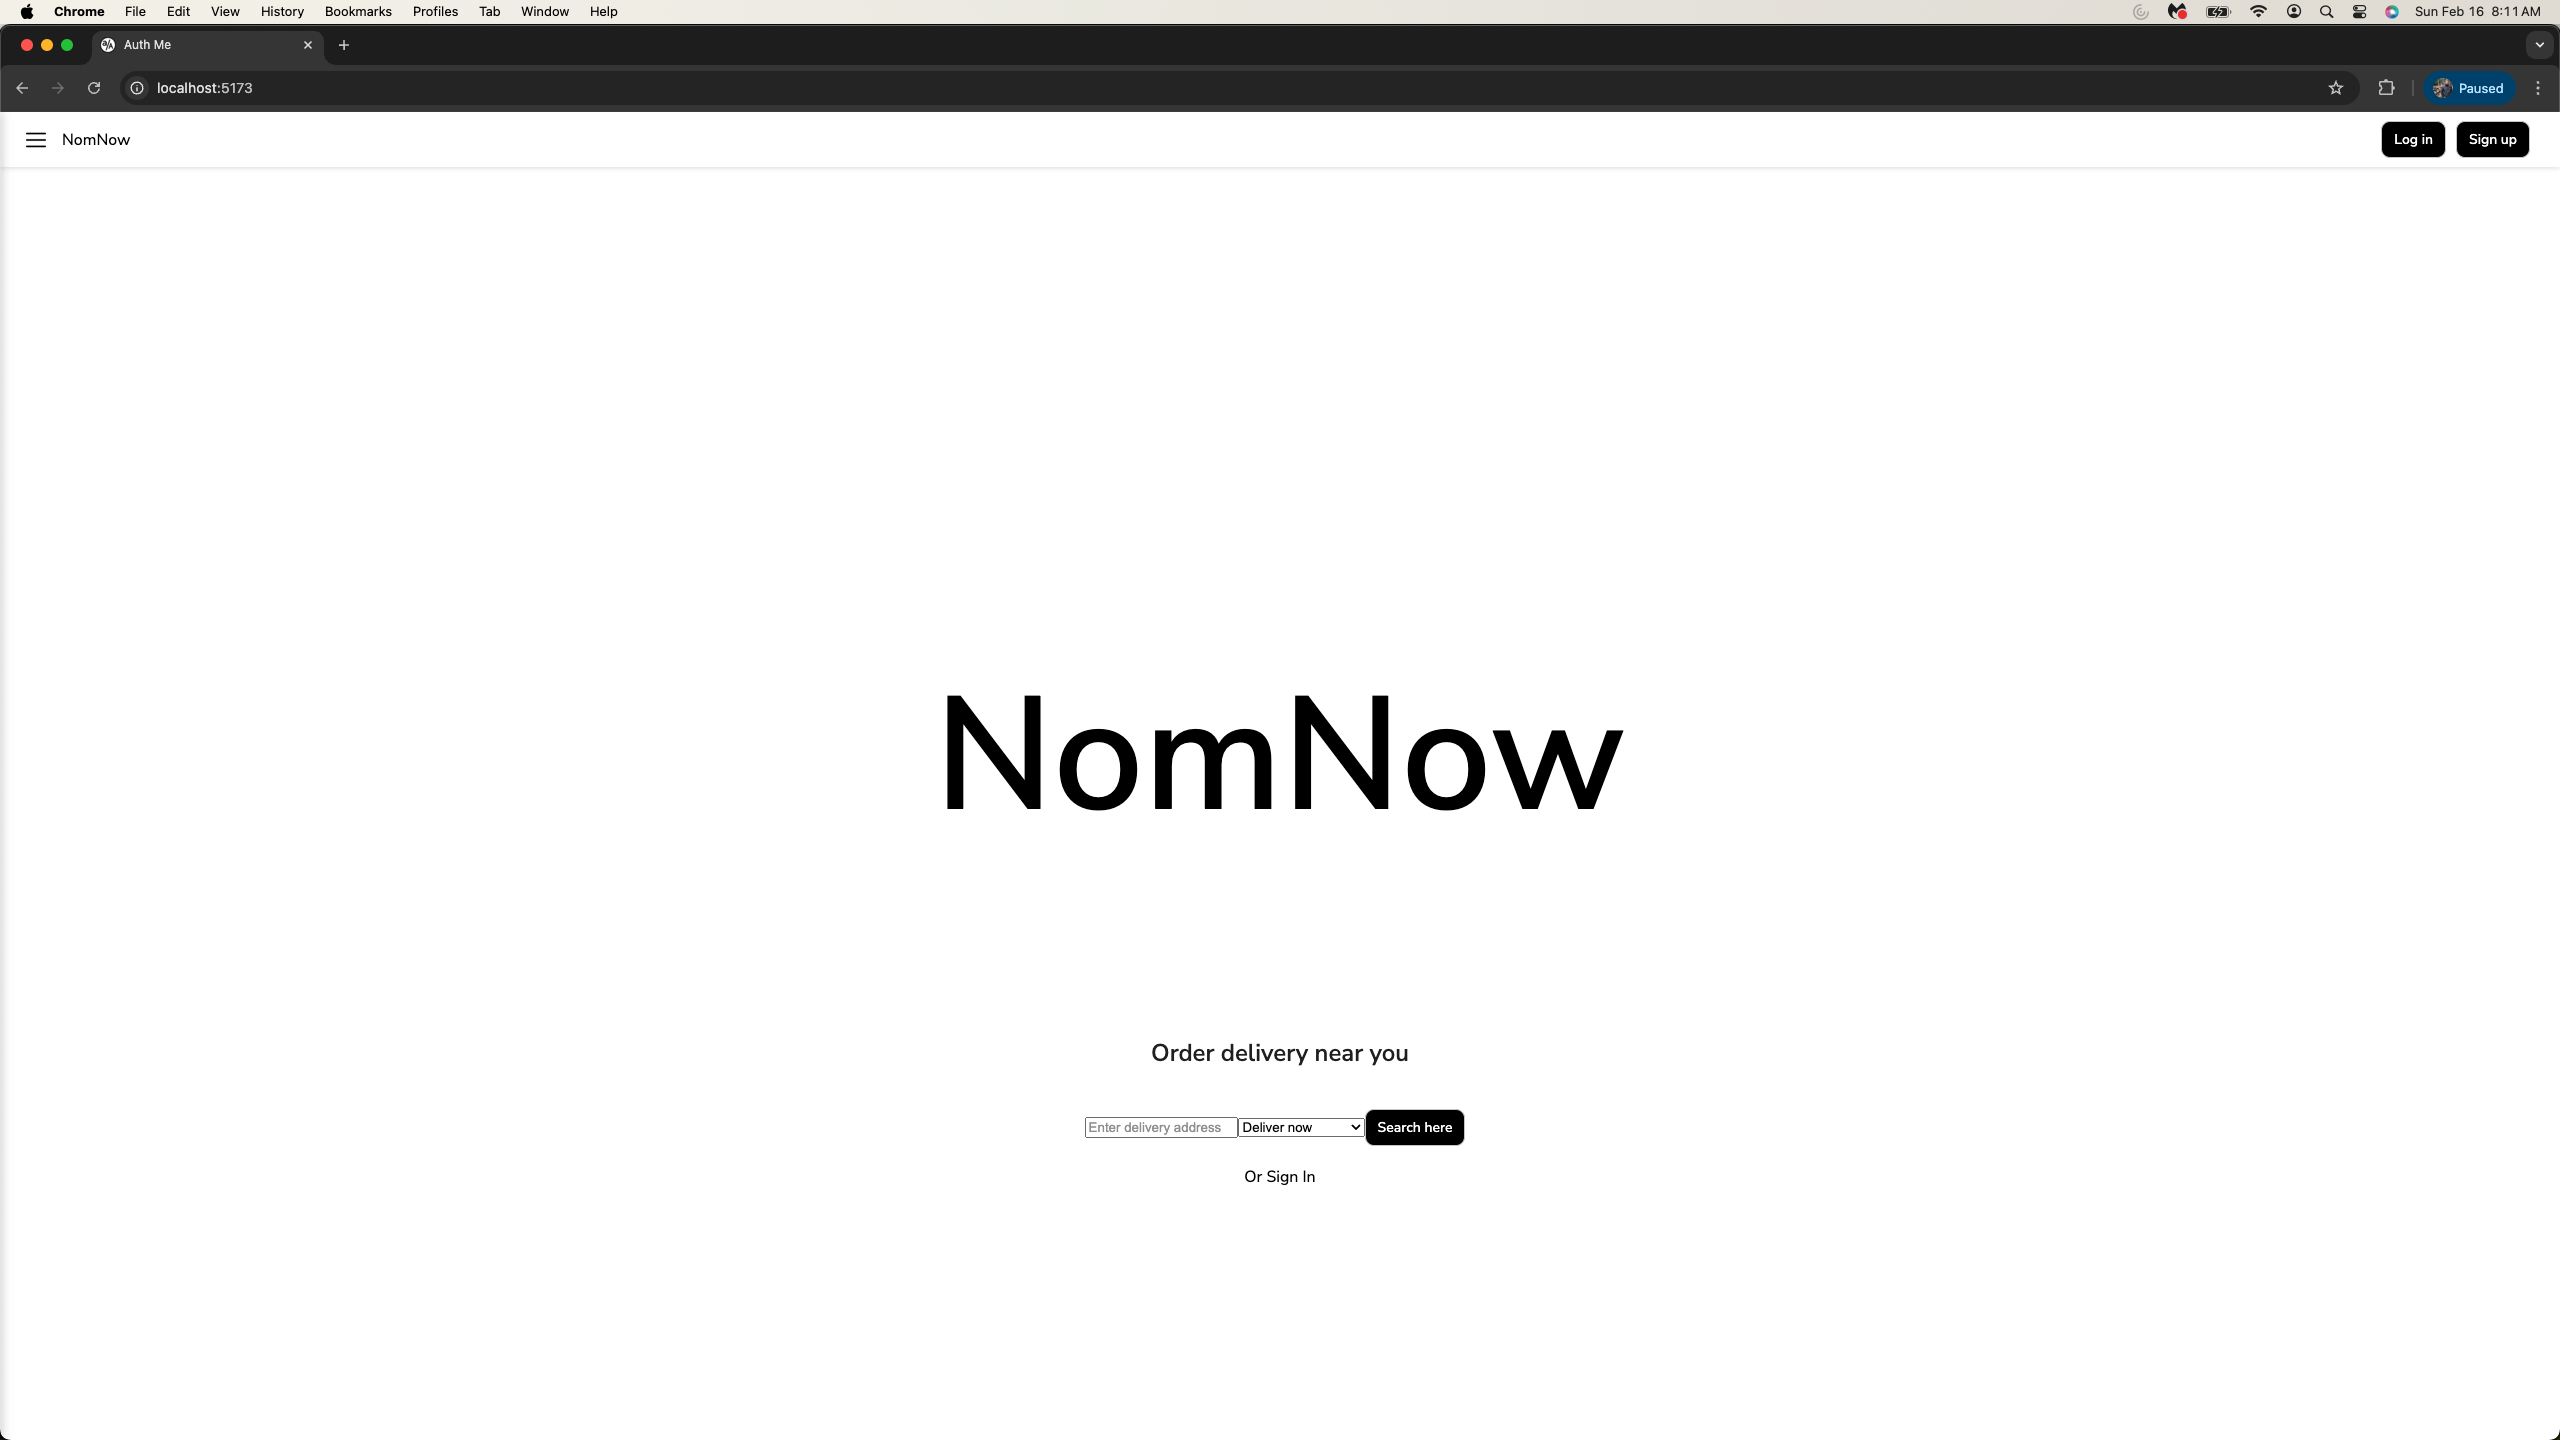 Chrome File Edit View History Bookmarks Profiles Tab Window Help Sun Feb 16 8:11 AM
Auth Me
localhost:5173 Paused
NomNow Log in Sign up
NomNow
Order delivery near you
Enter delivery address Deliver now Search here
Or Sign In